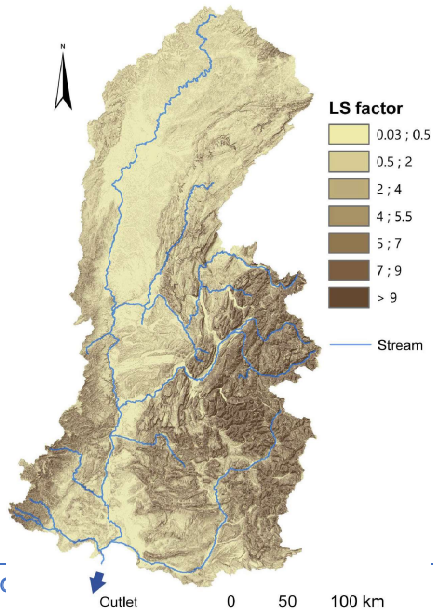 N
LS factor
0.03 ; 0.5
0.5 ; 2
2 ; 4
4 ; 5.5
5 ; 7
7 ; 9
> 9
Stream
Outlet
0 50 100 km